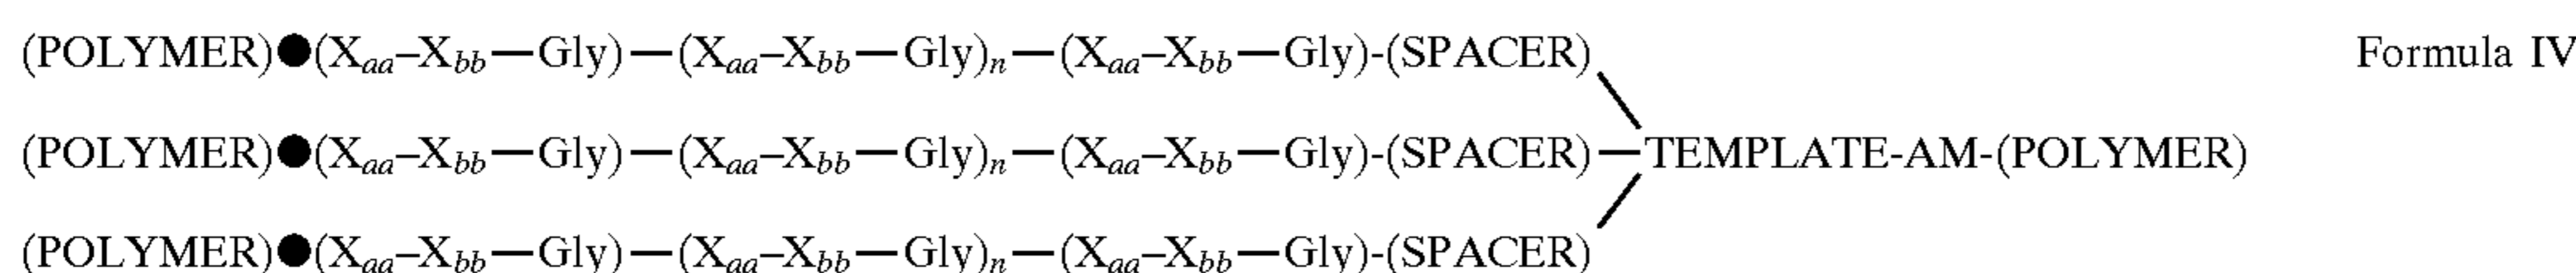 (POLYMER)●(Xaa–Xbb—Gly)—(Xaa–Xbb—Gly)n—(Xaa–Xbb—Gly)-(SPACER) Formula IV
(POLYMER)●(Xaa–Xbb—Gly)—(Xaa–Xbb—Gly)n—(Xaa–Xbb—Gly)-(SPACER)—TEMPLATE-AM-(POLYMER)
(POLYMER)●(Xaa–Xbb—Gly)—(Xaa–Xbb—Gly)n—(Xaa–Xbb—Gly)-(SPACER)